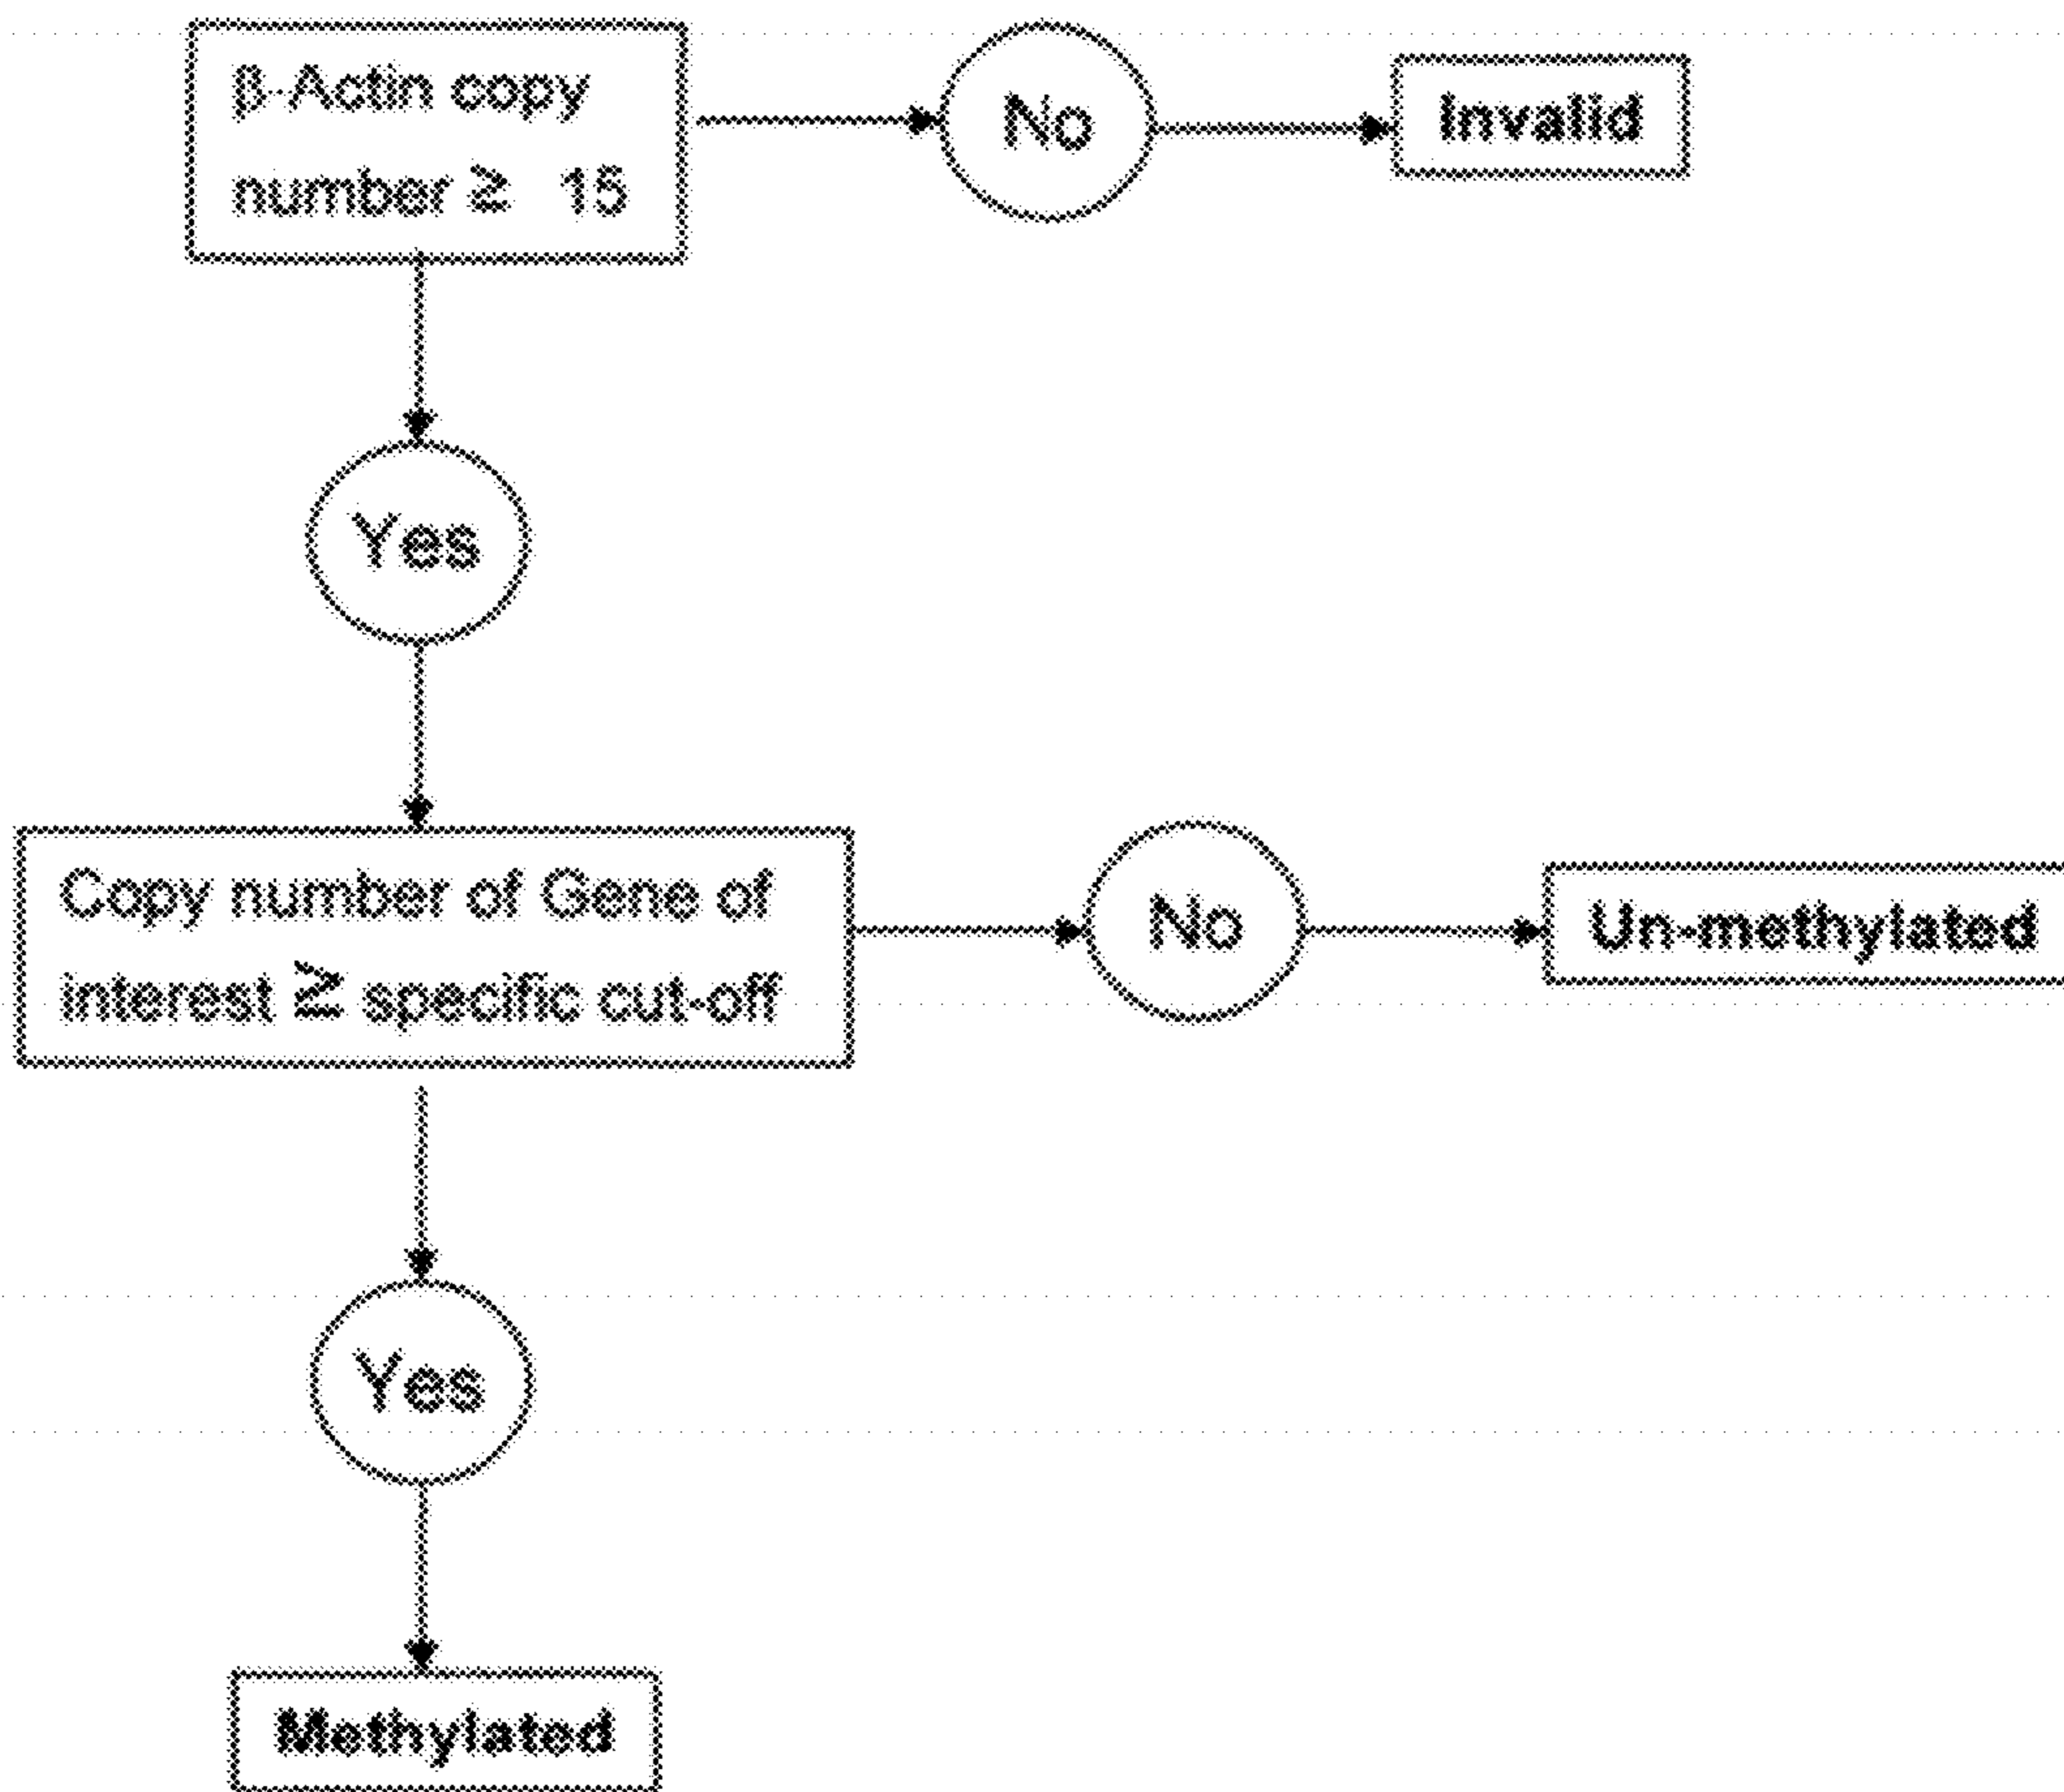 β-Actin copy
number ≥ 15
No
Invalid
Yes
Copy number of Gene of
interest ≧ specific cut-off
No
Un-methylated
Yes
Methylated